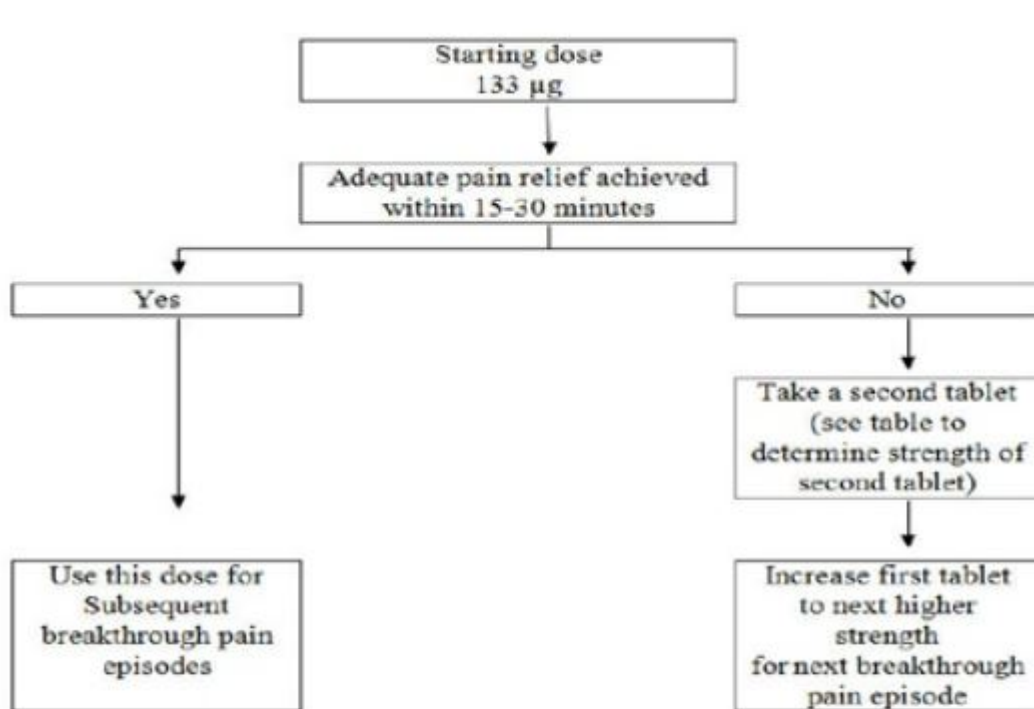 Starting dose
133 µg
Adequate pain relief achieved
within 15-30 minutes
Yes
No
Take a second tablet
(see table to
determine strength of
second tablet)
Use this dose for
Subsequent
breakthrough pain
episodes
Increase first tablet
to next higher
strength
for next breakthrough
pain episode